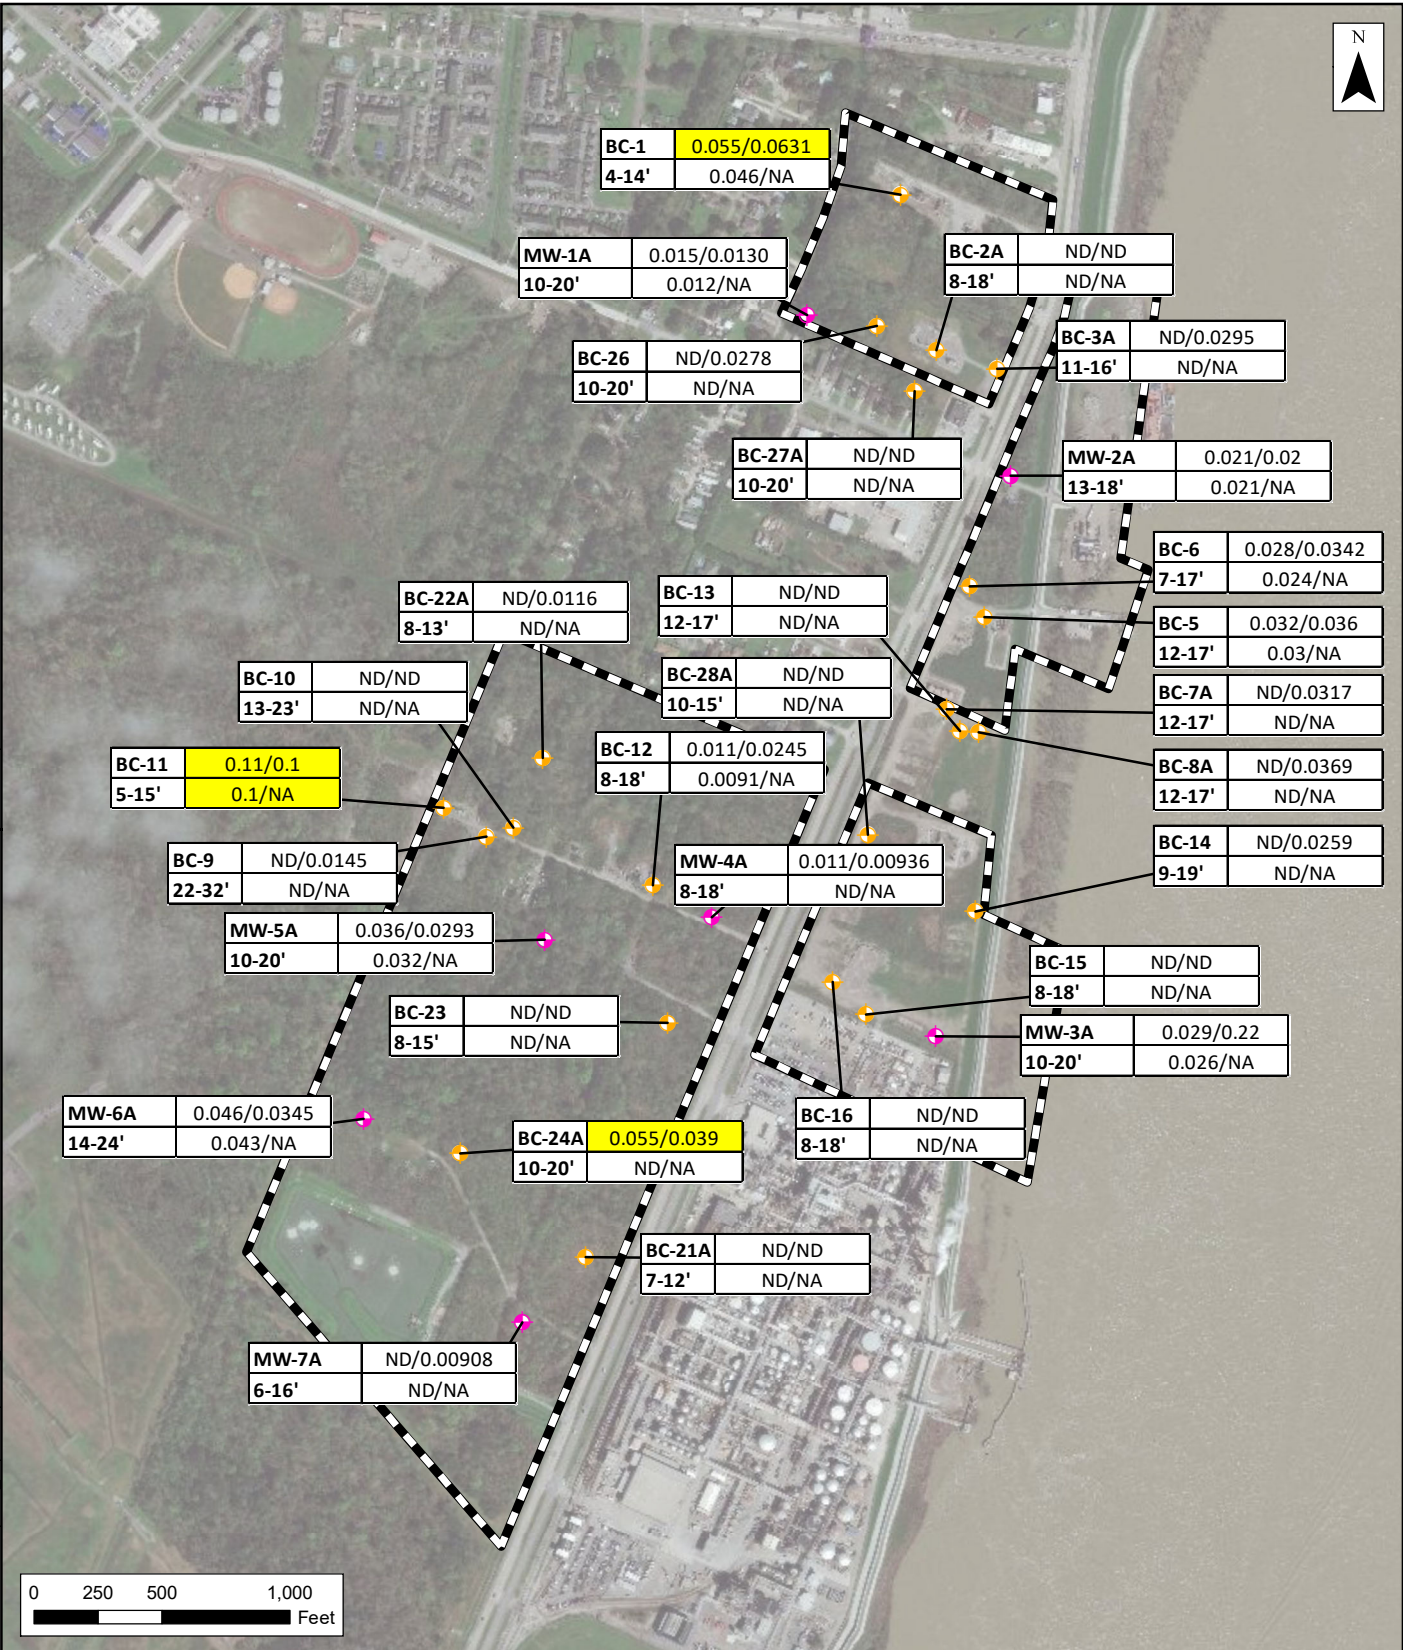 N
BC-1 0.055/0.0631
4-14' 0.046/NA
MW-1A 0.015/0.0130
10-20' 0.012/NA
BC-2A ND/ND
8-18' ND/NA
BC-3A ND/0.0295
11-16' ND/NA
BC-26 ND/0.0278
10-20' ND/NA
BC-27A ND/ND
10-20' ND/NA
MW-2A 0.021/0.02
13-18' 0.021/NA
BC-6 0.028/0.0342
7-17' 0.024/NA
BC-22A ND/0.0116
8-13' ND/NA
BC-13 ND/ND
12-17' ND/NA
BC-5 0.032/0.036
12-17' 0.03/NA
BC-10 ND/ND
13-23' ND/NA
BC-28A ND/ND
10-15' ND/NA
BC-7A ND/0.0317
12-17' ND/NA
BC-11 0.11/0.1
5-15' 0.1/NA
BC-12 0.011/0.0245
8-18' 0.0091/NA
BC-8A ND/0.0369
12-17' ND/NA
BC-9 ND/0.0145
22-32' ND/NA
MW-4A 0.011/0.00936
8-18' ND/NA
BC-14 ND/0.0259
9-19' ND/NA
MW-5A 0.036/0.0293
10-20' 0.032/NA
BC-15 ND/ND
8-18' ND/NA
BC-23 ND/ND
8-15' ND/NA
MW-3A 0.029/0.22
10-20' 0.026/NA
MW-6A 0.046/0.0345
14-24' 0.043/NA
BC-24A 0.055/0.039
10-20' ND/NA
BC-16 ND/ND
8-18' ND/NA
BC-21A ND/ND
7-12' ND/NA
MW-7A ND/0.00908
6-16' ND/NA
0 250 500 1,000
Feet